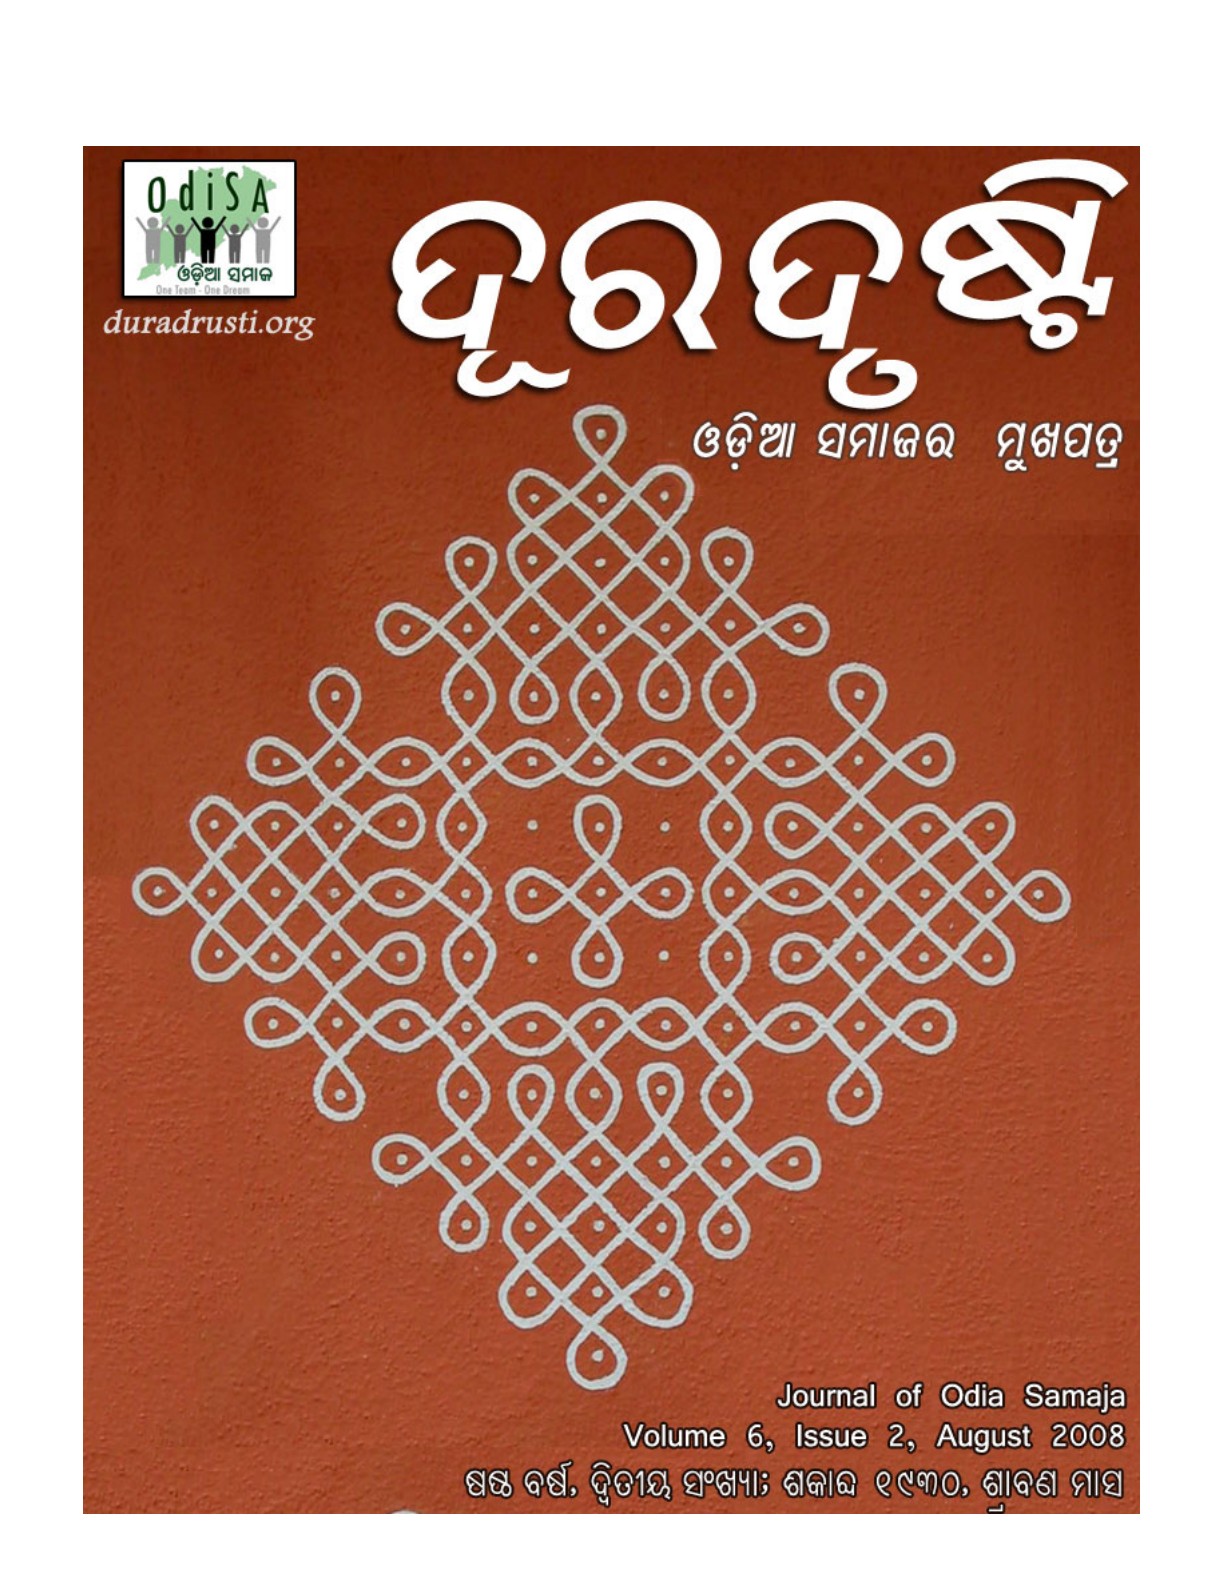 OdiSA
ଓଡ଼ିଆ ସମାଜ
One Team - One Dream
duradrusti.org
ଦୂରଦୃଷ୍ଟି
ଓଡ଼ିଆ ସମାଜର ମୁଖପତ୍ର
Journal of Odia Samaja
Volume 6, Issue 2, August 2008
ଷଷ୍ଠ ବର୍ଷ, ଦ୍ୱିତୀୟ ସଂଖ୍ୟା; ଶକାବ୍ଦ ୧୯୩୦, ଶ୍ରାବଣ ମାସ